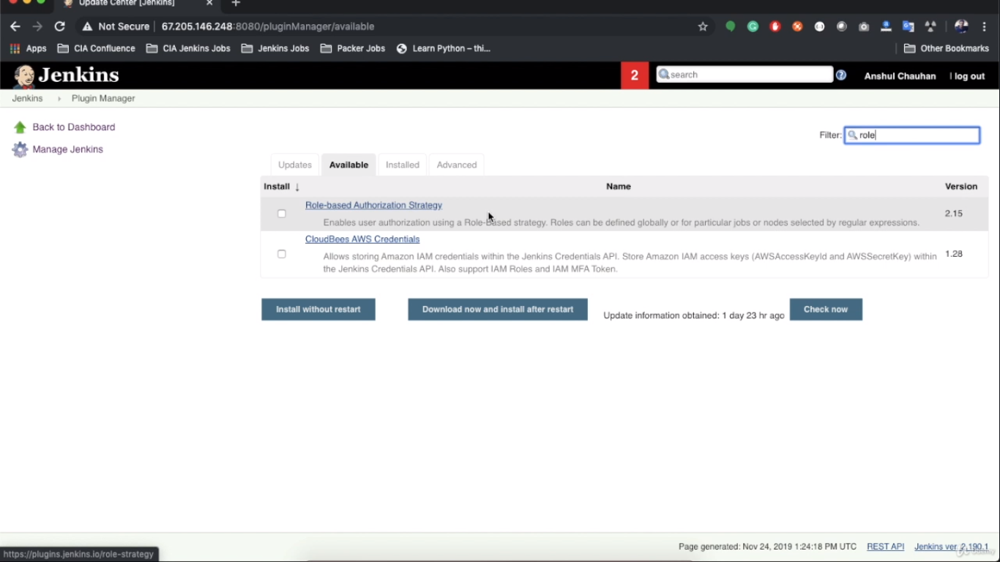 Update Center [Jenkins]
Not Secure | 67.205.146.248:8080/pluginManager/available
Apps CIA Confluence CIA Jenkins Jobs Jenkins Jobs Packer Jobs Learn Python – thi... Other Bookmarks
Jenkins 2 search Anshul Chauhan | log out
Jenkins Plugin Manager
Back to Dashboard
Manage Jenkins
Filter: role
Updates Available Installed Advanced
Install ↓ Name Version
Role-based Authorization Strategy
Enables user authorization using a Role-Based strategy. Roles can be defined globally or for particular jobs or nodes selected by regular expressions.
2.15
CloudBees AWS Credentials
Allows storing Amazon IAM credentials within the Jenkins Credentials API. Store Amazon IAM access keys (AWSAccessKeyId and AWSSecretKey) within
the Jenkins Credentials API. Also support IAM Roles and IAM MFA Token.
1.28
Install without restart Download now and install after restart Update information obtained: 1 day 23 hr ago Check now
Page generated: Nov 24, 2019 1:24:18 PM UTC REST API Jenkins ver. 2.190.1
https://plugins.jenkins.io/role-strategy
Udemy